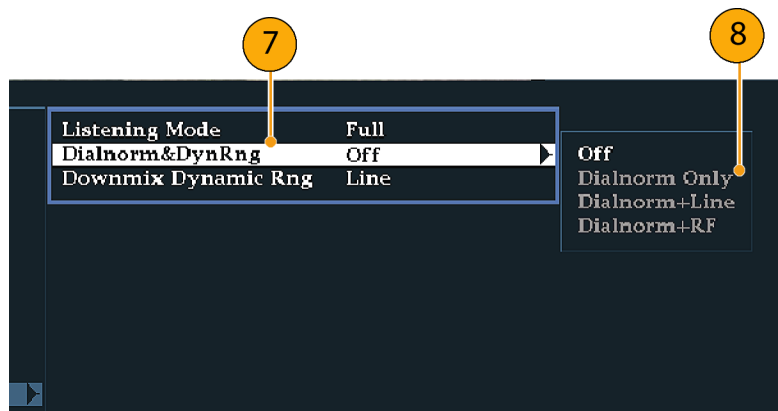 7
8
Listening Mode Full
Dialnorm&DynRng Off
Downmix Dynamic Rng Line
Off
Dialnorm Only
Dialnorm+Line
Dialnorm+RF